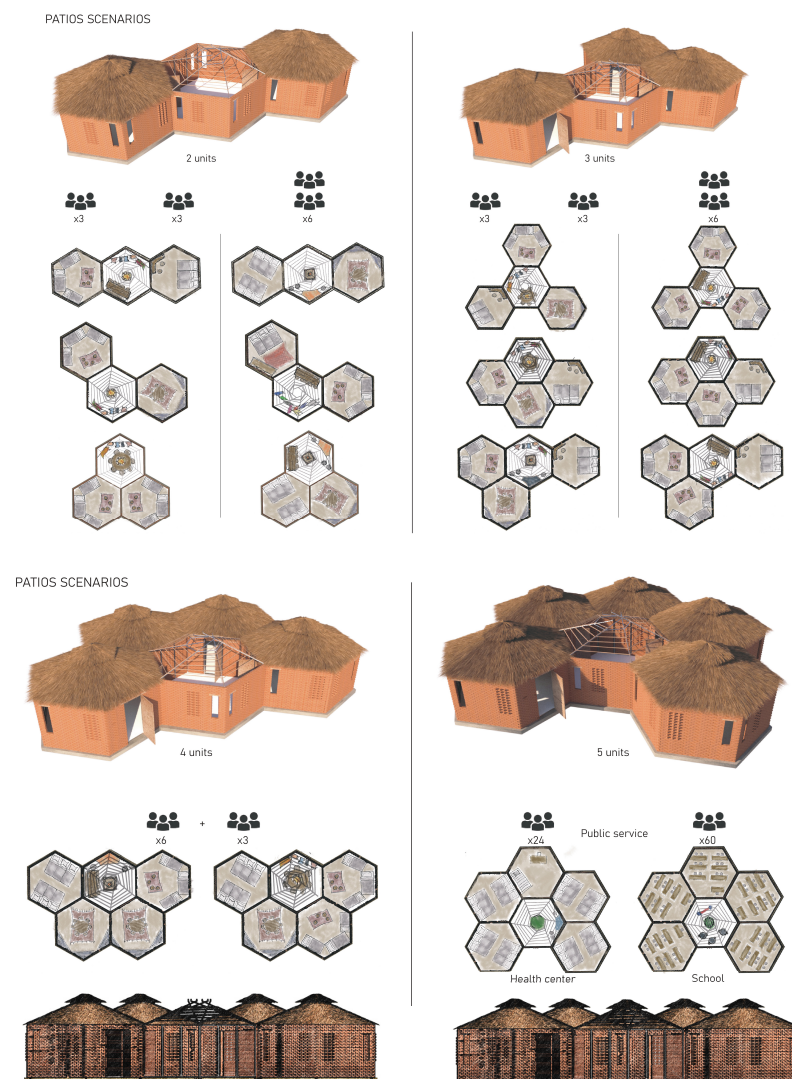 PATIOS SCENARIOS
2 units
3 units
x3
x3
x6
x3
x3
x6
PATIOS SCENARIOS
4 units
5 units
x6
+
x3
x24
Public service
x60
Health center
School